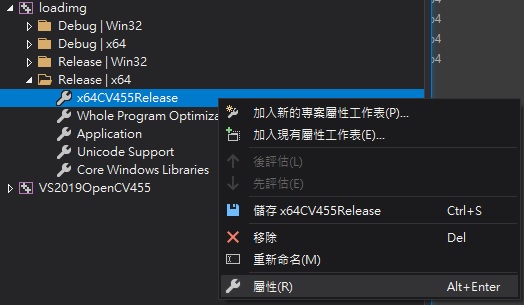 loadimg
Debug | Win32
Debug | x64
Release | Win32
Release | x64
x64CV455Release
Whole Program Optimiza
Application
Unicode Support
Core Windows Libraries
VS2019OpenCV455
加入新的專案屬性工作表(P)...
加入現有屬性工作表(E)...
後評估(L)
先評估(E)
儲存 x64CV455Release Ctrl+S
移除 Del
重新命名(M)
屬性(R) Alt+Enter